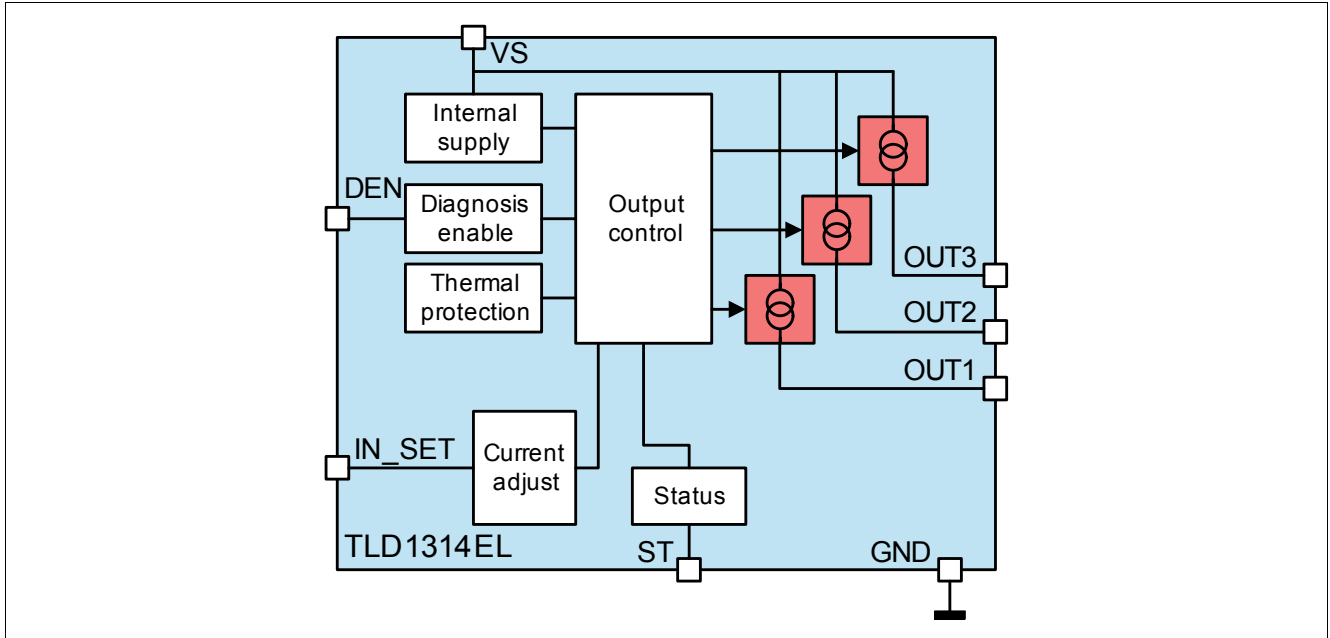 VS
Internal
supply
DEN
Diagnosis
enable
Output
control
Thermal
protection
OUT3
OUT2
OUT1
IN_SET
Current
adjust
Status
TLD1314EL
ST
GND